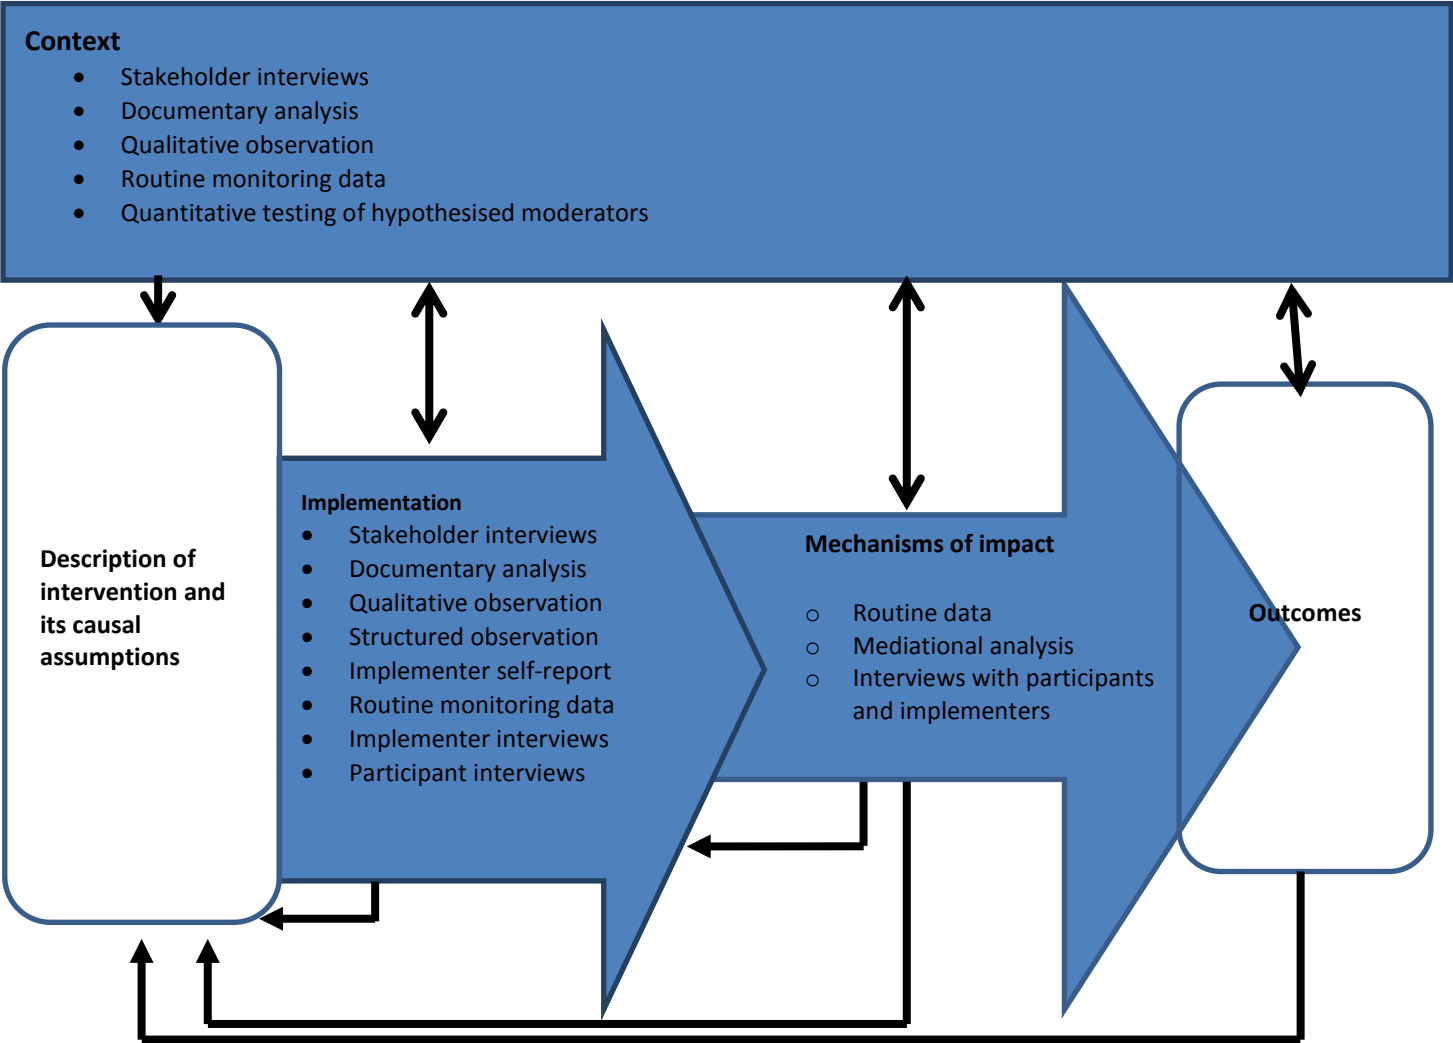 Context
• Stakeholder interviews
• Documentary analysis
• Qualitative observation
• Routine monitoring data
• Quantitative testing of hypothesised moderators
Description of
intervention and
its causal
assumptions
Implementation
• Stakeholder interviews
• Documentary analysis
• Qualitative observation
• Structured observation
• Implementer self-report
• Routine monitoring data
• Implementer interviews
• Participant interviews
Mechanisms of impact
o Routine data
o Mediational analysis
o Interviews with participants
and implementers
Outcomes